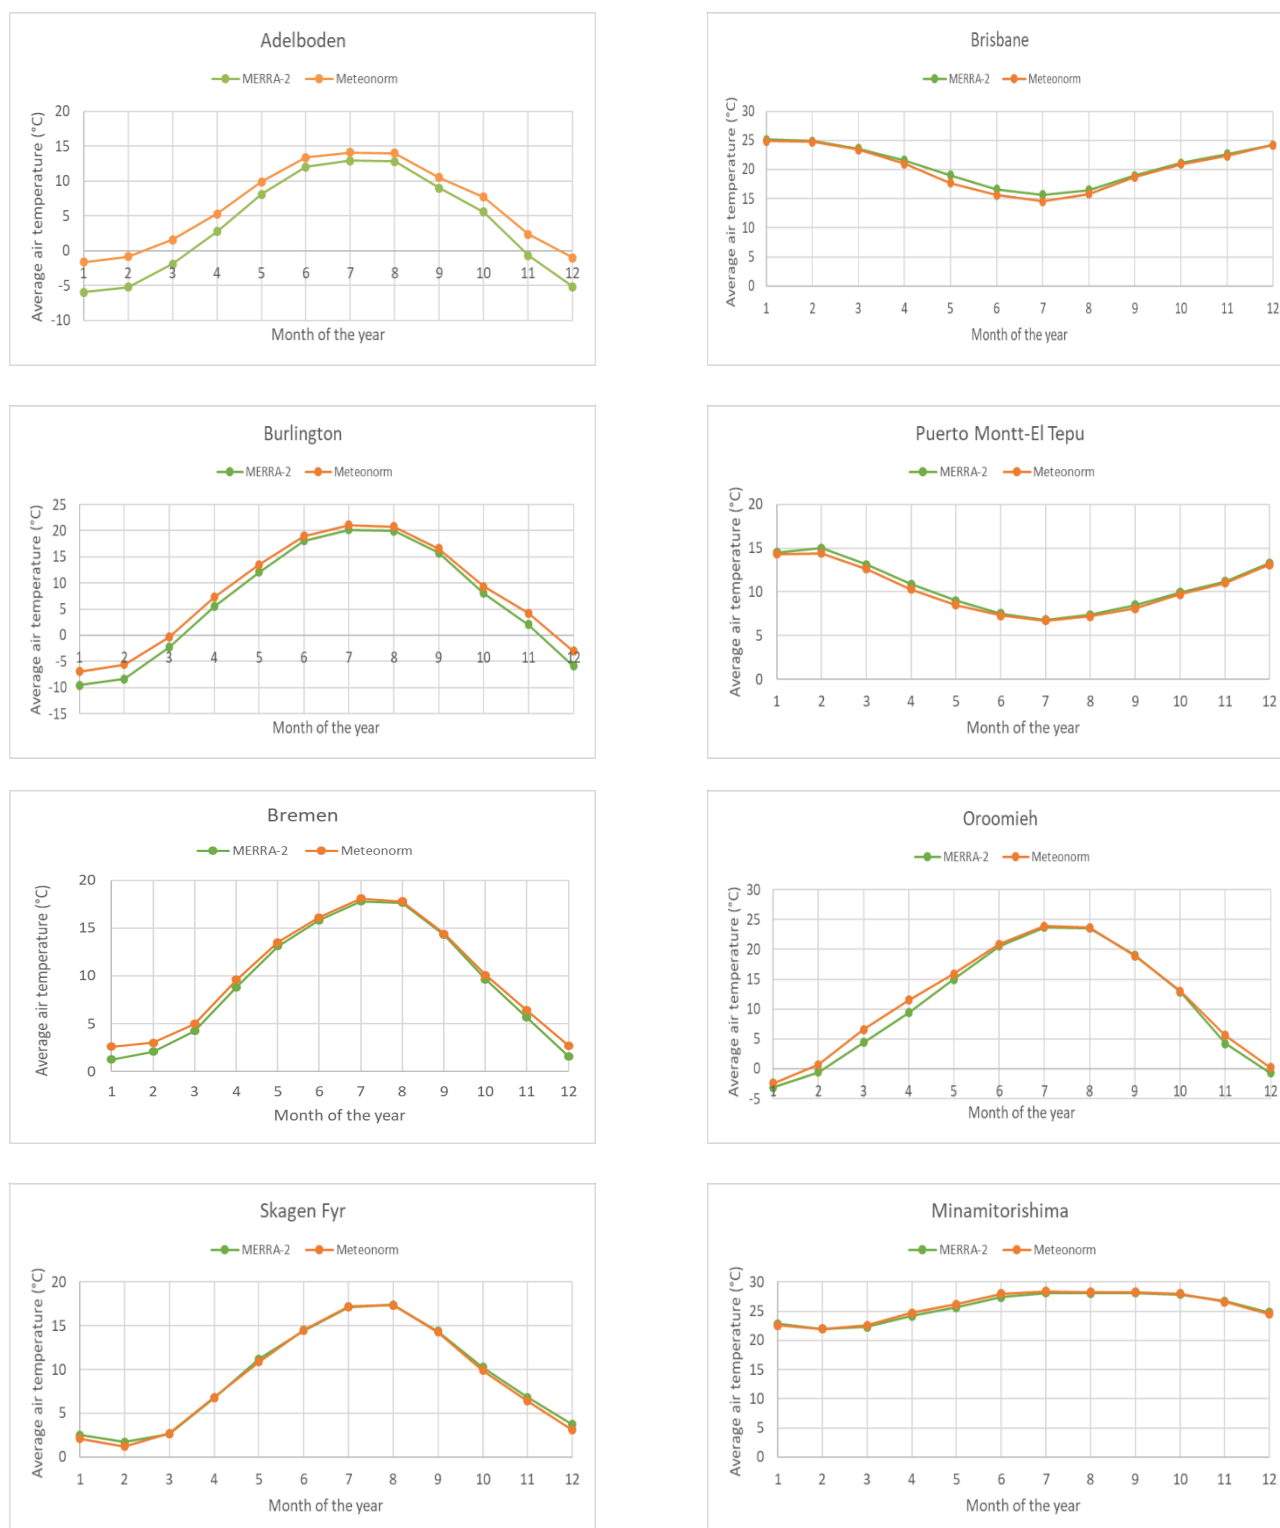 Adelboden
MERRA-2 Meteonorm
Average air temperature (°C)
20
15
10
5
0
-5
-10
1 2 3 4 5 6 7 8 9 10 11 12
Month of the year
Brisbane
MERRA-2 Meteonorm
Average air temperature (°C)
30
25
20
15
10
5
0
1 2 3 4 5 6 7 8 9 10 11 12
Month of the year
Burlington
MERRA-2 Meteonorm
Average air temperature (°C)
25
20
15
10
5
0
-5
-10
-15
1 2 3 4 5 6 7 8 9 10 11 12
Month of the year
Puerto Montt-El Tepu
MERRA-2 Meteonorm
Average air temperature (°C)
20
15
10
5
0
1 2 3 4 5 6 7 8 9 10 11 12
Month of the year
Bremen
MERRA-2 Meteonorm
Average air temperature (°C)
20
15
10
5
0
1 2 3 4 5 6 7 8 9 10 11 12
Month of the year
Oroomieh
MERRA-2 Meteonorm
Average air temperature (°C)
30
25
20
15
10
5
0
-5
1 2 3 4 5 6 7 8 9 10 11 12
Month of the year
Skagen Fyr
MERRA-2 Meteonorm
Average air temperature (°C)
20
15
10
5
0
1 2 3 4 5 6 7 8 9 10 11 12
Month of the year
Minamitorishima
MERRA-2 Meteonorm
Average air temperature (°C)
30
25
20
15
10
5
0
1 2 3 4 5 6 7 8 9 10 11 12
Month of the year